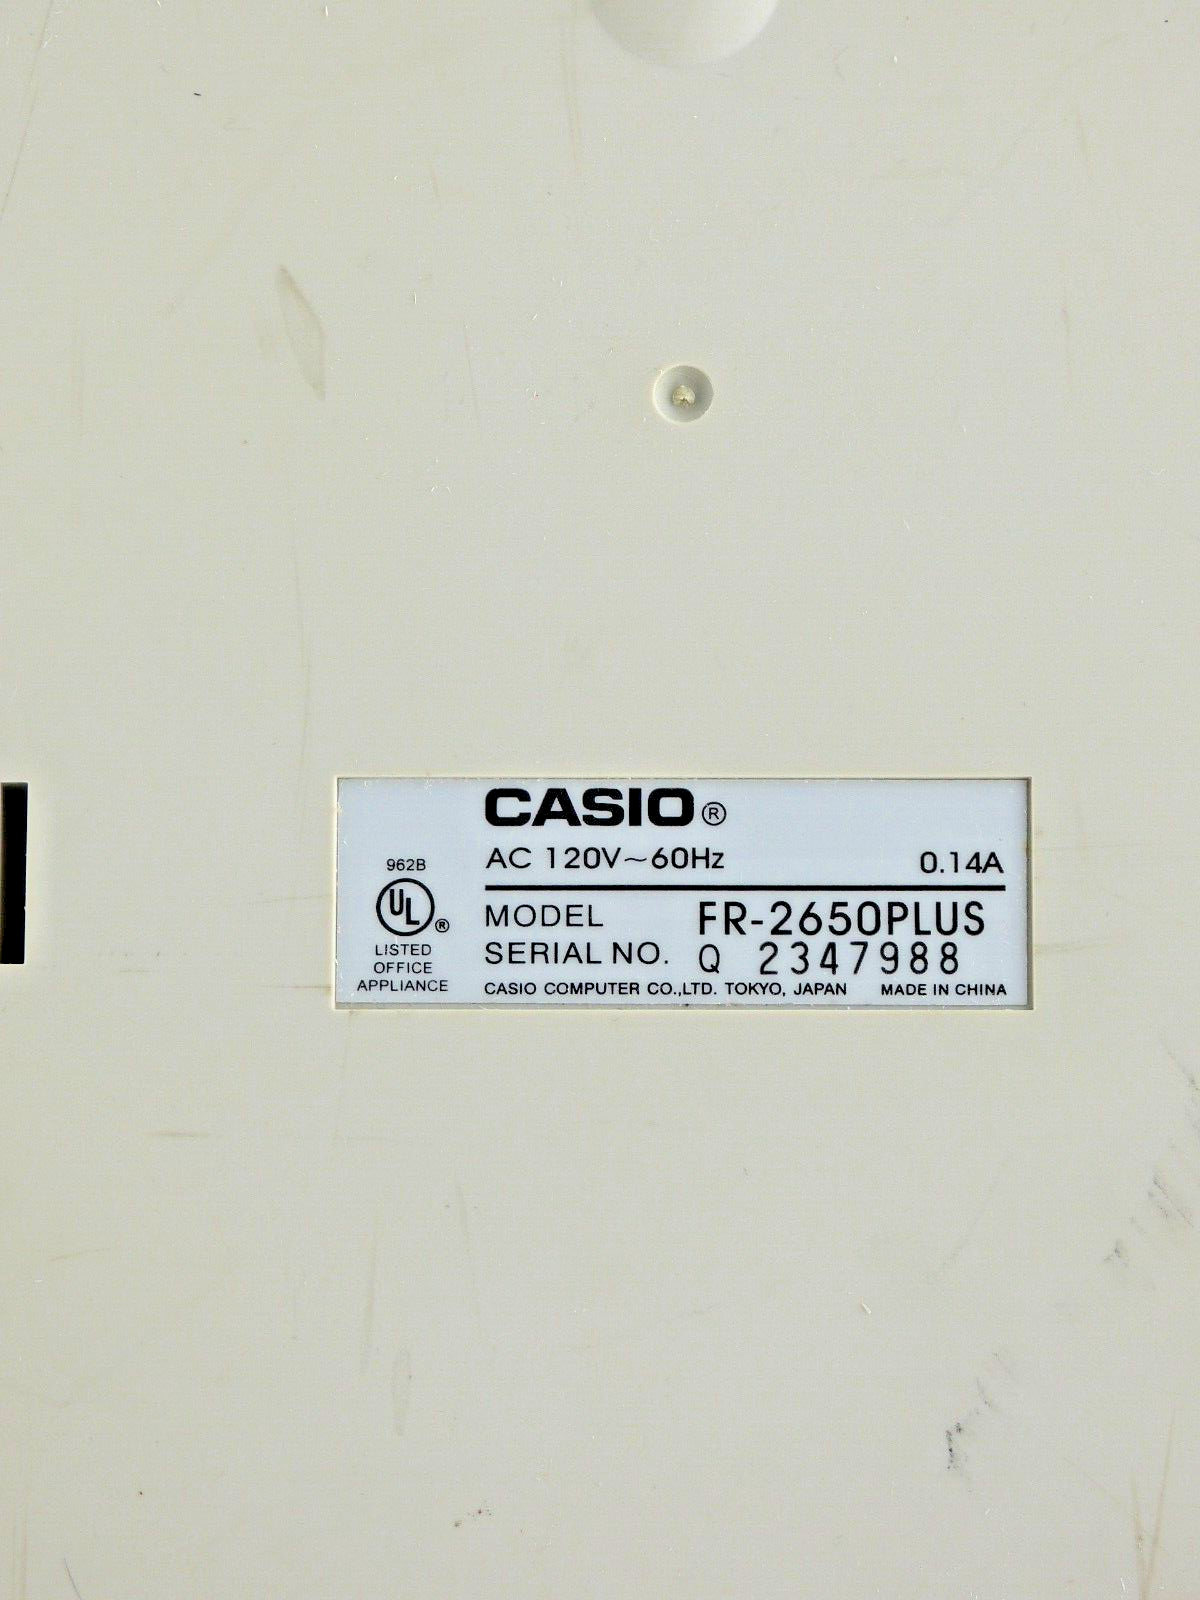 CASIO®
AC 120V~60Hz 0.14A
962B
UL®
LISTED
OFFICE
APPLIANCE
MODEL FR-2650PLUS
SERIAL NO. Q 2347988
CASIO COMPUTER CO.,LTD. TOKYO, JAPAN MADE IN CHINA